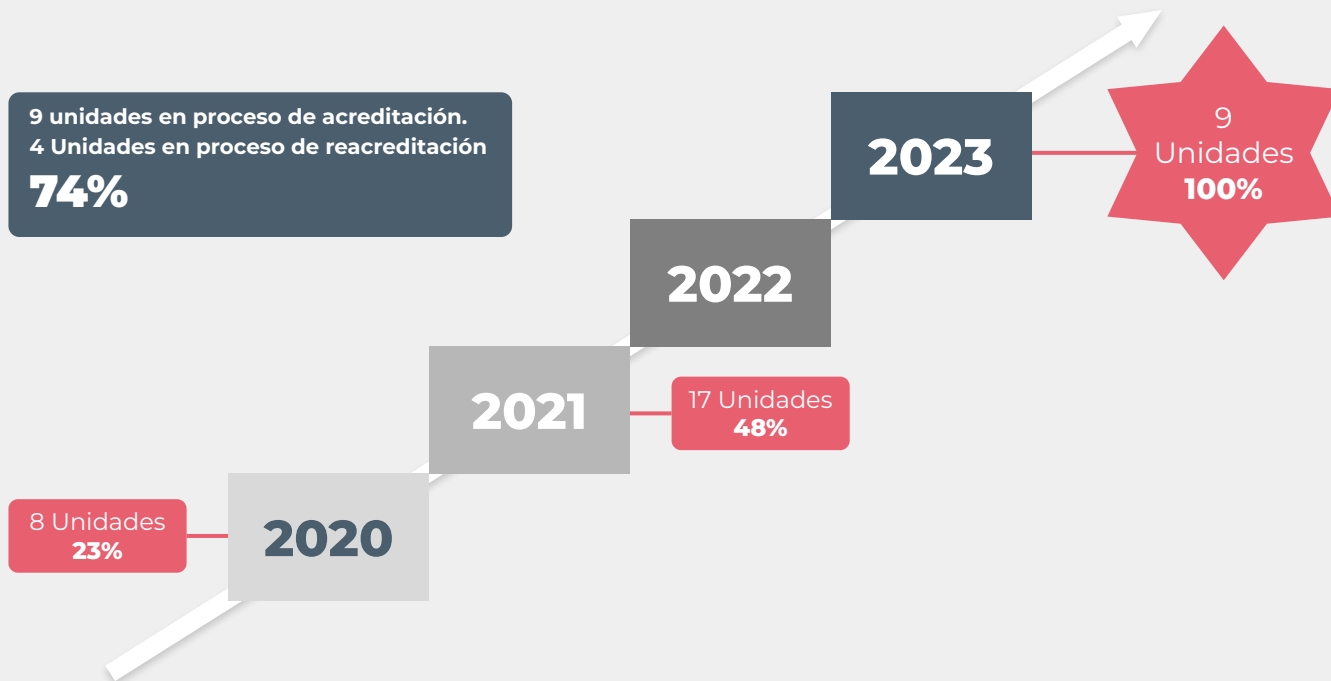 9 unidades en proceso de acreditación.
4 Unidades en proceso de reacreditación
74%
2023
9
Unidades
100%
2022
2021
17 Unidades
48%
8 Unidades
23%
2020